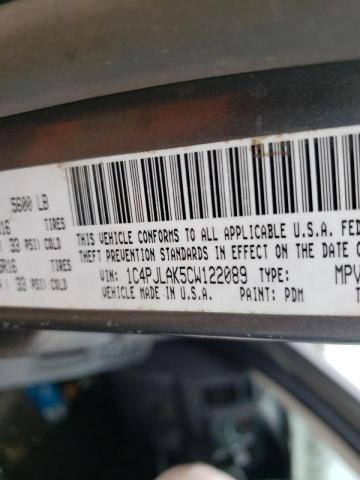 5600 LB
TIRES
(33 PSI) COLD
TIRES
(33 PSI) COLD
THIS VEHICLE CONFORMS TO ALL APPLICABLE U.S.A. FED
THEFT PREVENTION STANDARDS IN EFFECT ON THE DATE O
VIN: 1C4PJLAK5CW122089 TYPE: MPV
VEHICLE MADE IN U.S.A. PAINT: PDM